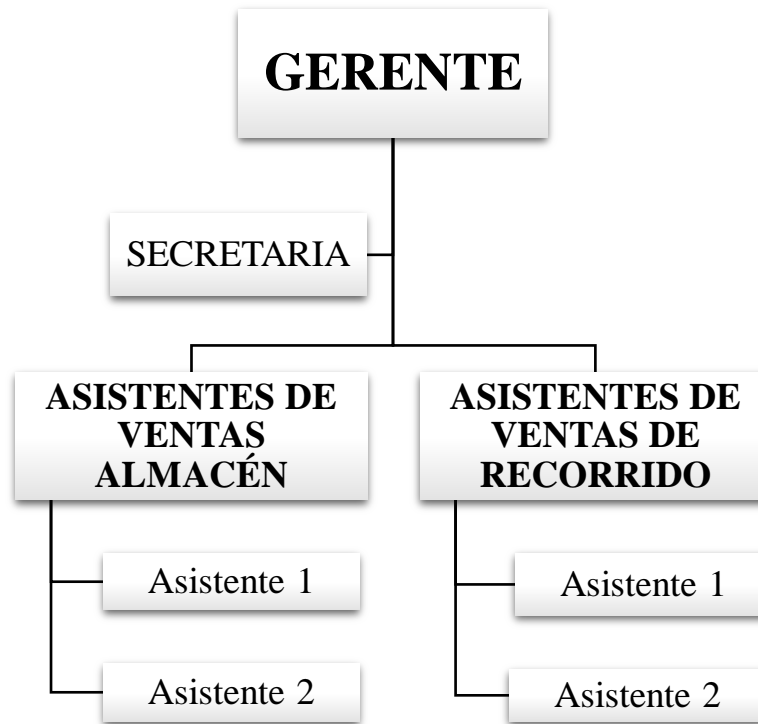 GERENTE
SECRETARIA
ASISTENTES DE
VENTAS
ALMACÉN
Asistente 1
Asistente 2
ASISTENTES DE
VENTAS DE
RECORRIDO
Asistente 1
Asistente 2